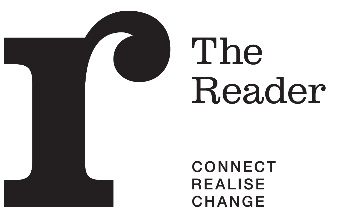 r
The
Reader
CONNECT
REALISE
CHANGE